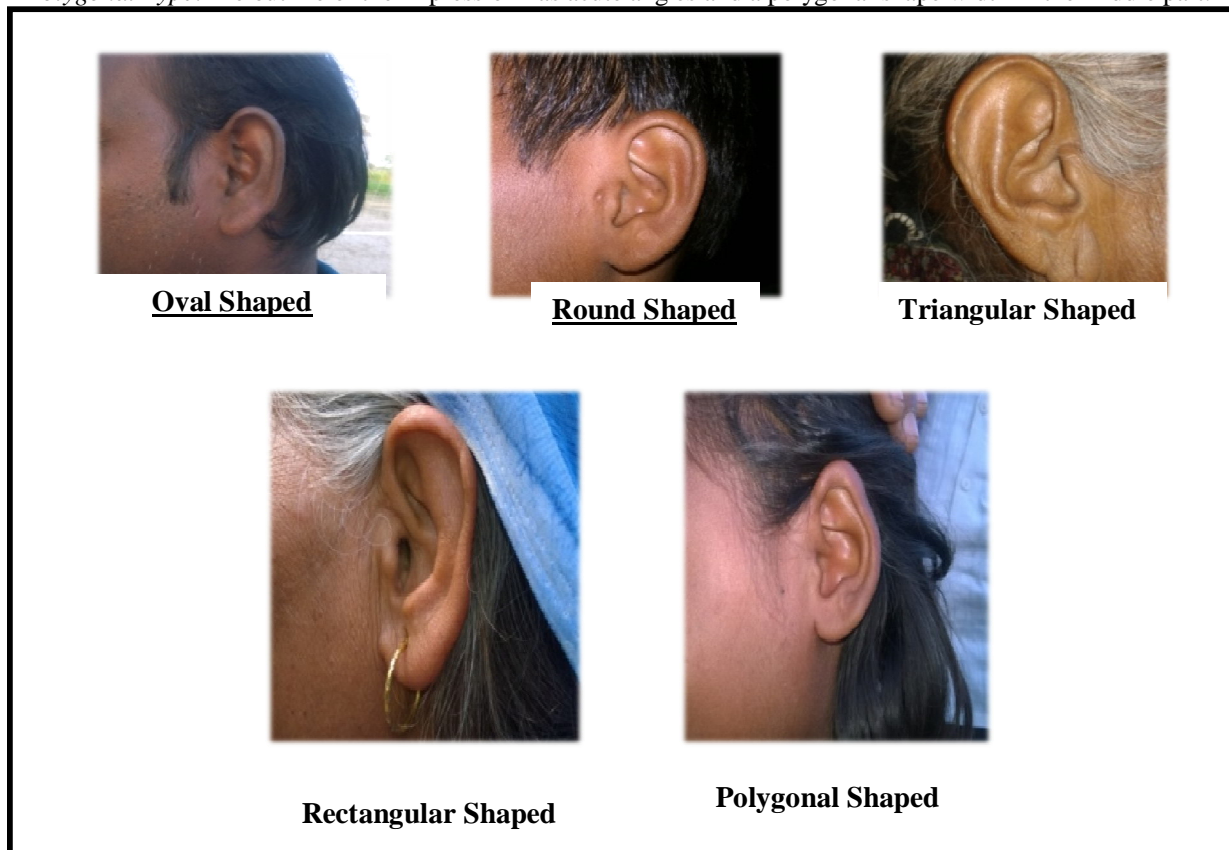 Oval Shaped
Round Shaped
Triangular Shaped
Rectangular Shaped
Polygonal Shaped